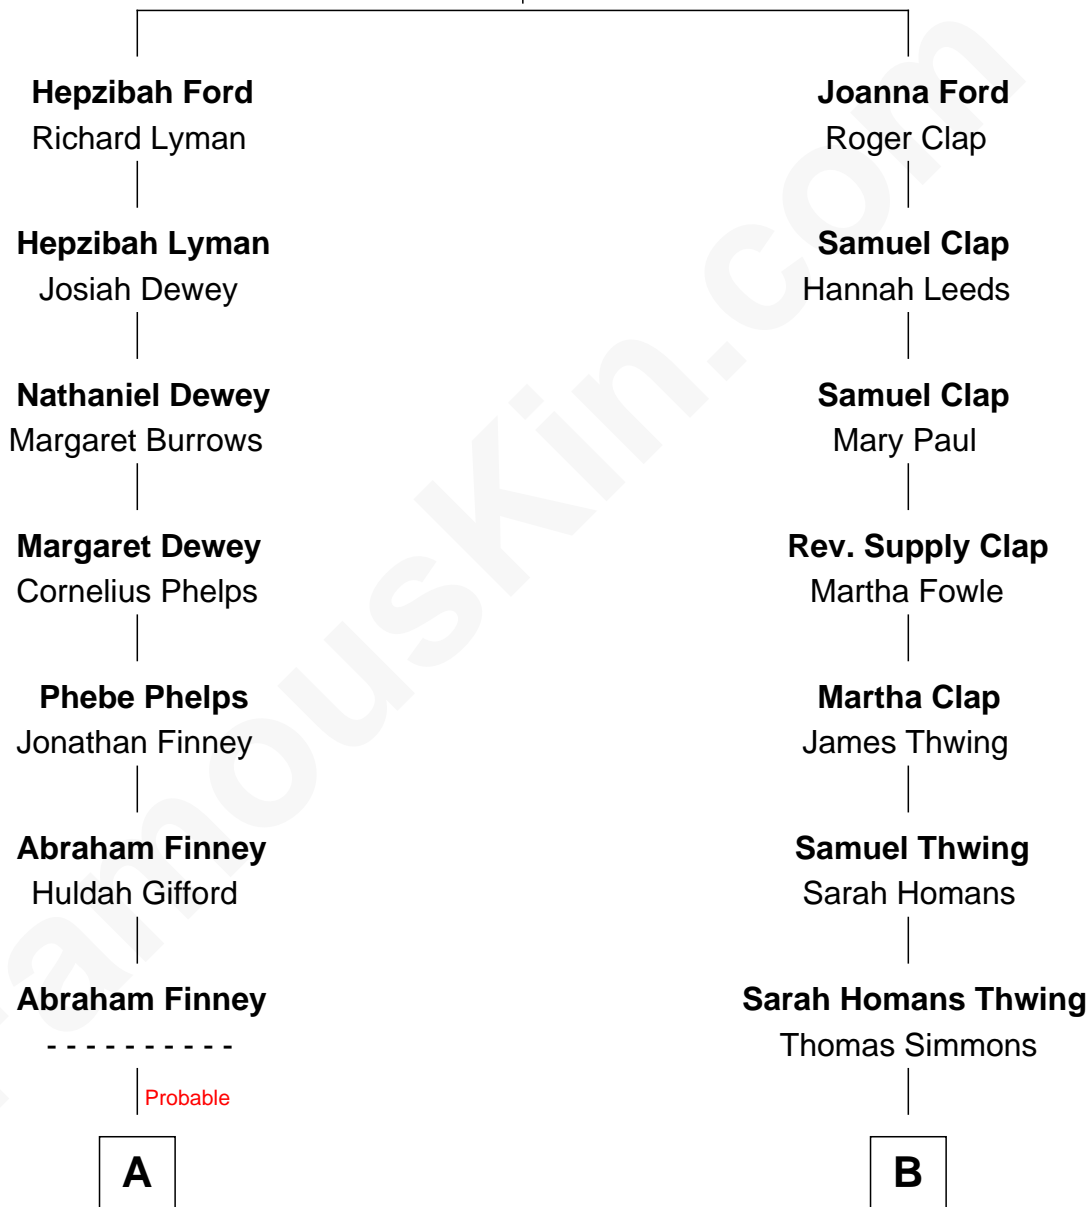 Hepzibah Ford
Richard Lyman
Joanna Ford
Roger Clap
Hepzibah Lyman
Josiah Dewey
Samuel Clap
Hannah Leeds
Nathaniel Dewey
Margaret Burrows
Samuel Clap
Mary Paul
Margaret Dewey
Cornelius Phelps
Rev. Supply Clap
Martha Fowle
Phebe Phelps
Jonathan Finney
Martha Clap
James Thwing
Abraham Finney
Huldah Gifford
Samuel Thwing
Sarah Homans
Abraham Finney
- - - - - - - - - -
Sarah Homans Thwing
Thomas Simmons
Probable
A
B
FamousKin.com